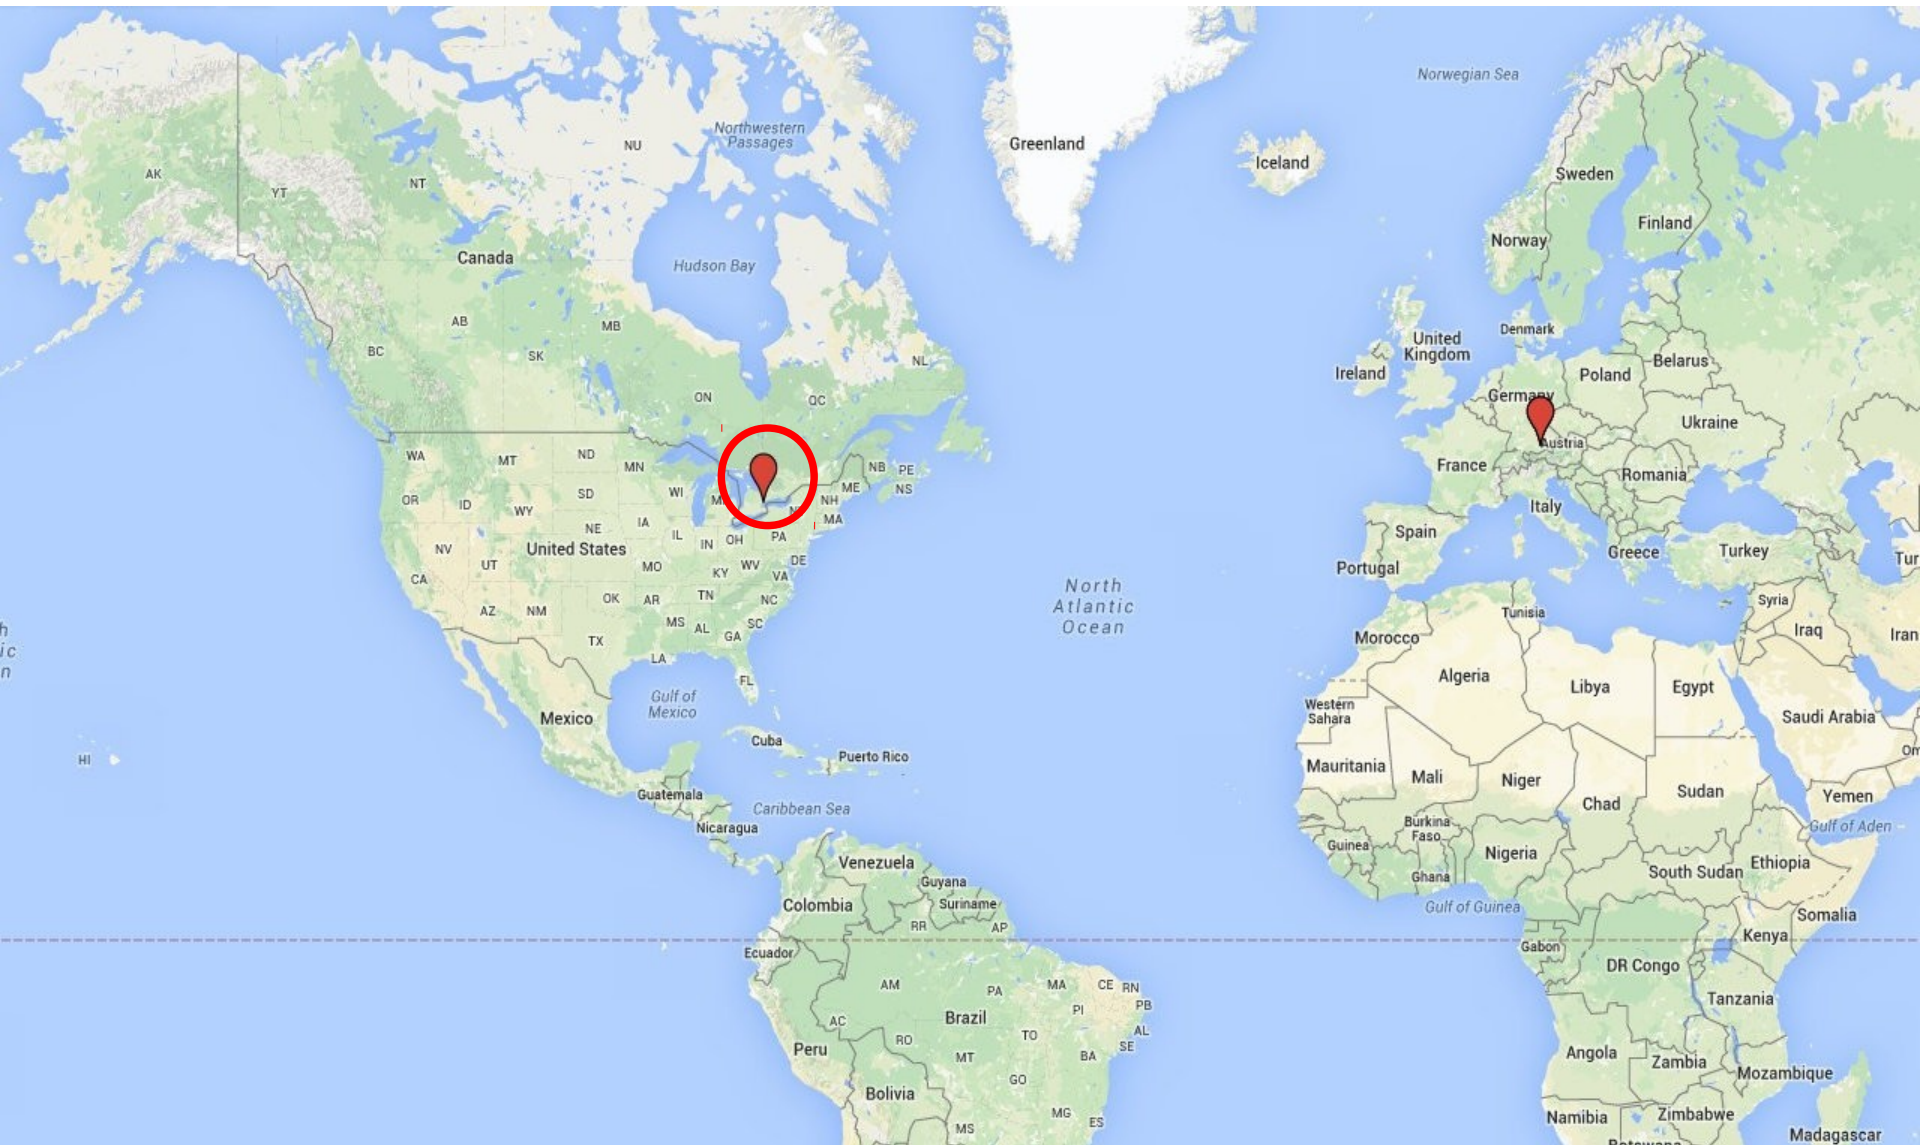 Norwegian Sea
Greenland
Iceland
Northwestern
Passages
NU
AK
YT
NT
Canada
Hudson Bay
Sweden
Finland
Norway
AB
MB
BC
SK
NL
ON
QC
Denmark
United
Kingdom
Ireland
Belarus
Poland
Germany
Ukraine
Austria
France
Romania
Italy
WA
MT
ND
MN
OR
ID
SD
WI
WY
NB
PE
NS
ME
NH
MA
NE
IA
IL
IN
OH
PA
NV
UT
United States
MO
KY
WV
DE
VA
CA
AZ
NM
OK
AR
TN
NC
MS
AL
GA
SC
TX
LA
FL
Spain
Portugal
Greece
Turkey
Tur
Syria
Iraq
Iran
Tunisia
Morocco
North
Atlantic
Ocean
h
ic
n
Gulf of
Mexico
Mexico
Algeria
Libya
Egypt
Western
Sahara
Saudi Arabia
HI
Cuba
Puerto Rico
Om
Mauritania
Mali
Niger
Chad
Sudan
Yemen
Guatemala
Caribbean Sea
Nicaragua
Burkina
Faso
Gulf of Aden
Guinea
Nigeria
Ghana
South Sudan
Ethiopia
Venezuela
Guyana
Suriname
Colombia
Gulf of Guinea
Somalia
RR
AP
Ecuador
Gabon
Kenya
DR Congo
AM
PA
MA
CE
RN
PB
PI
Tanzania
AC
Brazil
TO
AL
SE
RO
Peru
MT
BA
Angola
Zambia
Mozambique
GO
Bolivia
MG
ES
MS
Namibia
Zimbabwe
Botswana
Madagascar